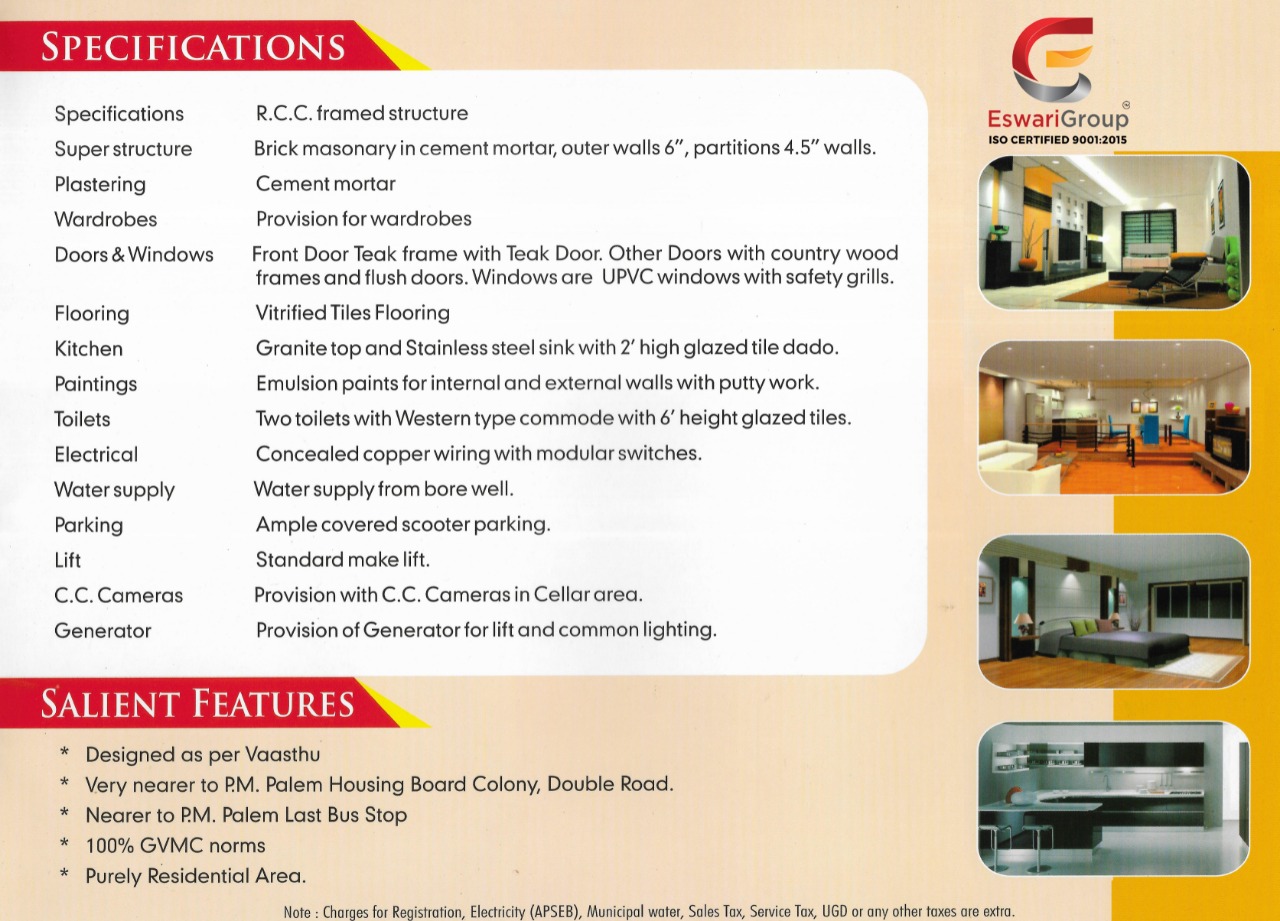 SPECIFICATIONS
EswariGroup
ISO CERTIFIED 9001:2015
Specifications R.C.C. framed structure
Super structure Brick masonary in cement mortar, outer walls 6”, partitions 4.5” walls.
Plastering Cement mortar
Wardrobes Provision for wardrobes
Doors & Windows Front Door Teak frame with Teak Door. Other Doors with country wood
frames and flush doors. Windows are UPVC windows with safety grills.
Flooring Vitrified Tiles Flooring
Kitchen Granite top and Stainless steel sink with 2’ high glazed tile dado.
Paintings Emulsion paints for internal and external walls with putty work.
Toilets Two toilets with Western type commode with 6’ height glazed tiles.
Electrical Concealed copper wiring with modular switches.
Water supply Water supply from bore well.
Parking Ample covered scooter parking.
Lift Standard make lift.
C.C. Cameras Provision with C.C. Cameras in Cellar area.
Generator Provision of Generator for lift and common lighting.
SALIENT FEATURES
* Designed as per Vaasthu
* Very nearer to P.M. Palem Housing Board Colony, Double Road.
* Nearer to P.M. Palem Last Bus Stop
* 100% GVMC norms
* Purely Residential Area.
Note : Charges for Registration, Electricity (APSEB), Municipal water, Sales Tax, Service Tax, UGD or any other taxes are extra.